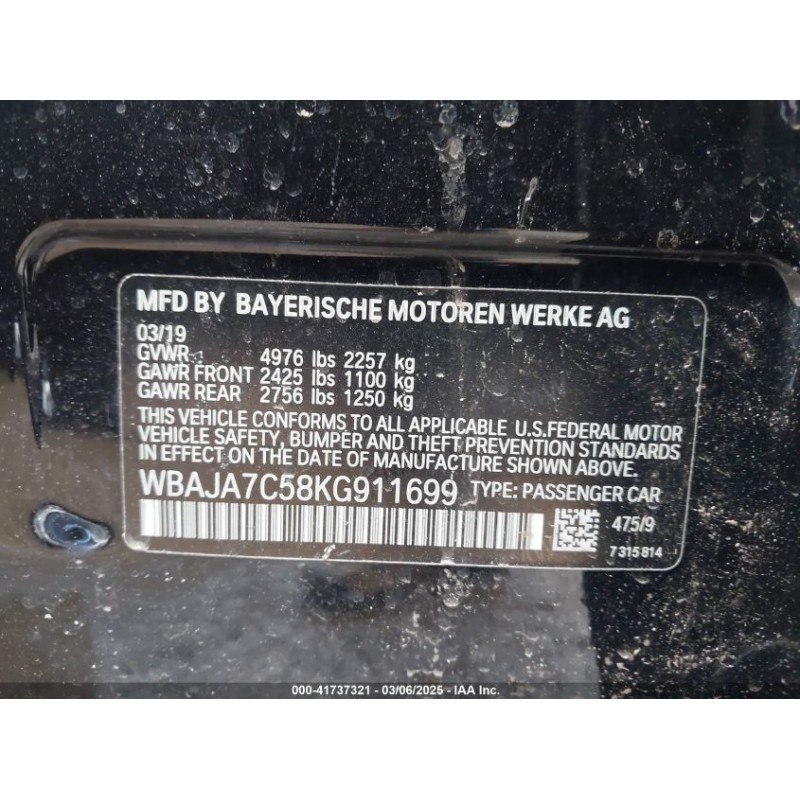 MFD BY BAYERISCHE MOTOREN WERKE AG
03/19
GVWR 4976 lbs 2257 kg
GAWR FRONT 2425 lbs 1100 kg
GAWR REAR 2756 lbs 1250 kg
THIS VEHICLE CONFORMS TO ALL APPLICABLE U.S.FEDERAL MOTOR
VEHICLE SAFETY, BUMPER AND THEFT PREVENTION STANDARDS
IN EFFECT ON THE DATE OF MANUFACTURE SHOWN ABOVE.
WBAJA7C58KG911699 TYPE: PASSENGER CAR
475/9
7315814
000-41737321 - 03/06/2025 - IAA Inc.